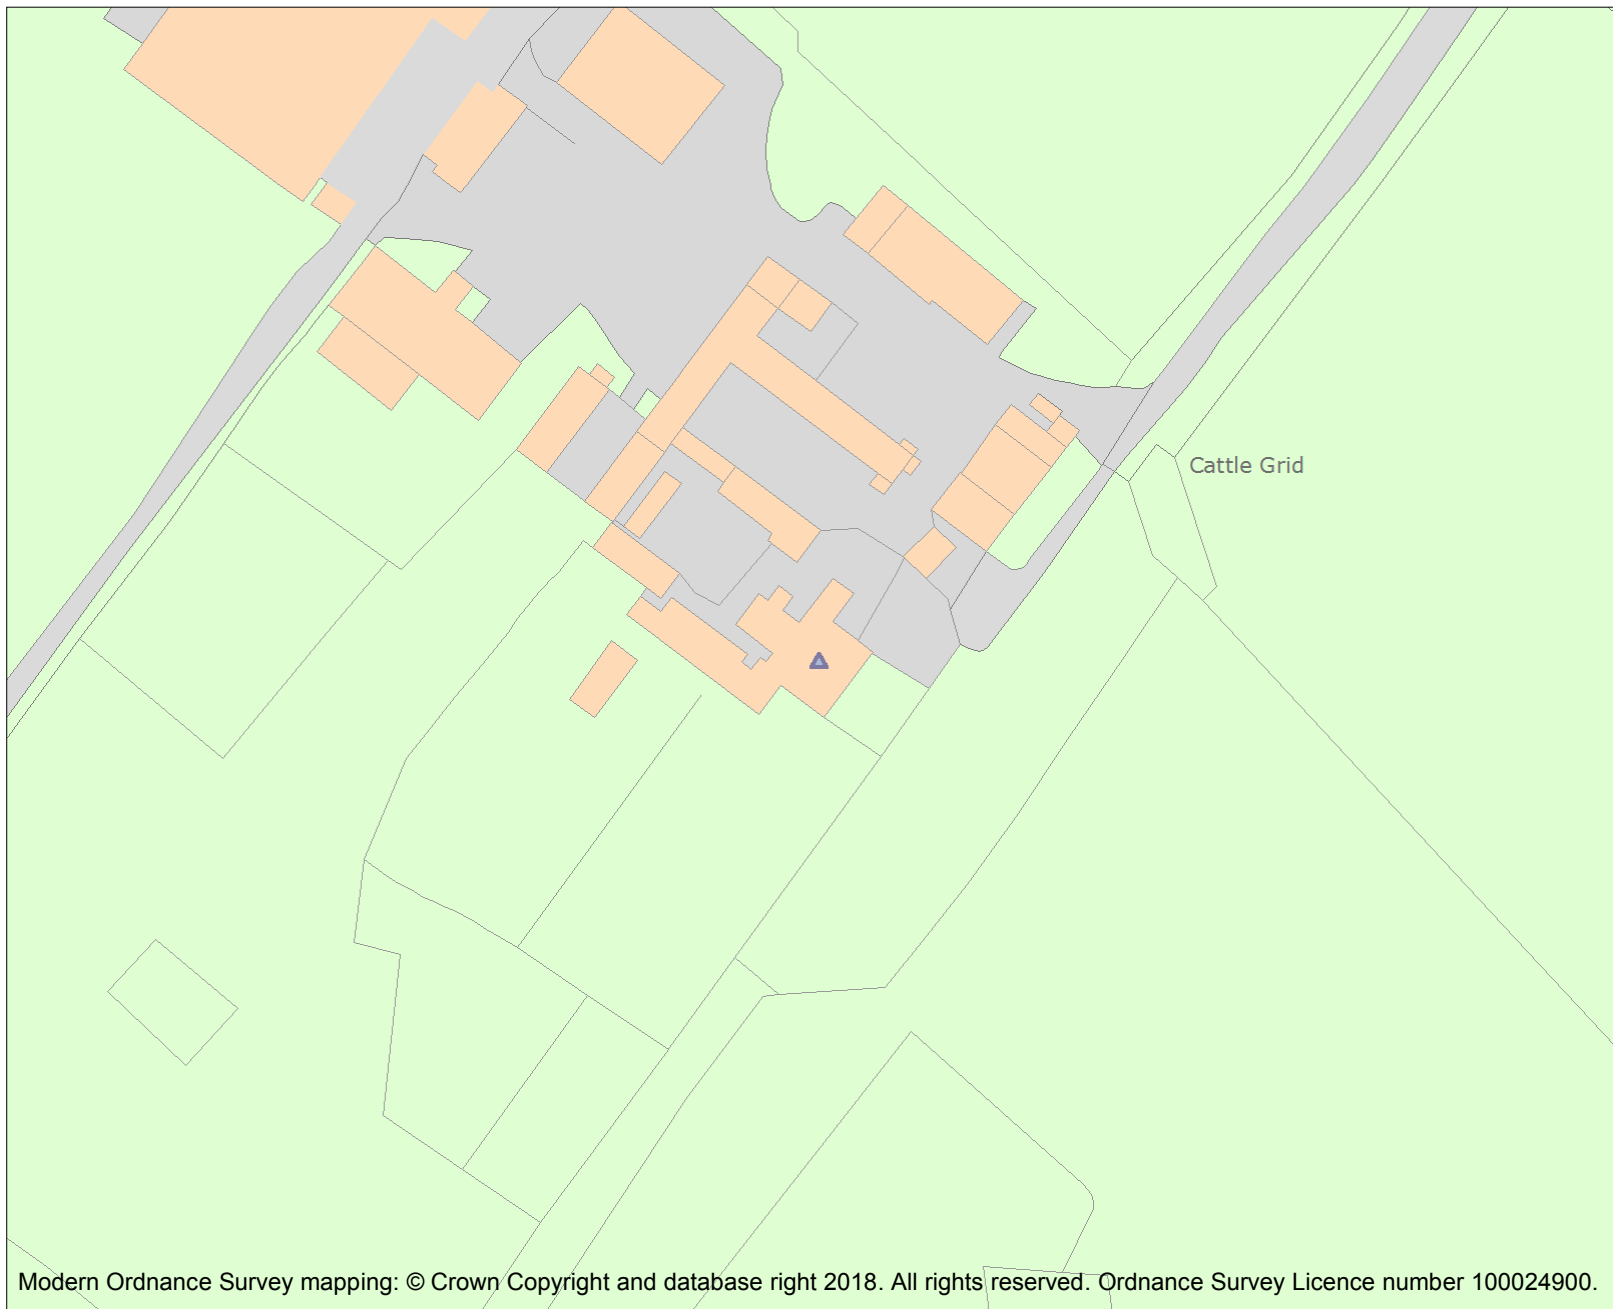 Cattle Grid
Modern Ordnance Survey mapping: © Crown Copyright and database right 2018. All rights reserved. Ordnance Survey Licence number 100024900.